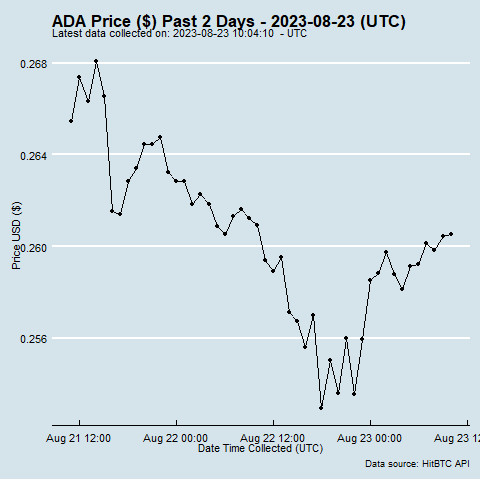 ADA Price ($) Past 2 Days - 2023-08-23 (UTC)
Latest data collected on: 2023-08-23 10:04:10 - UTC
0.268
0.264
0.260
0.256
Price USD ($)
Aug 21 12:00 Aug 22 00:00 Aug 22 12:00 Aug 23 00:00 Aug 23 12
Date Time Collected (UTC)
Data source: HitBTC API